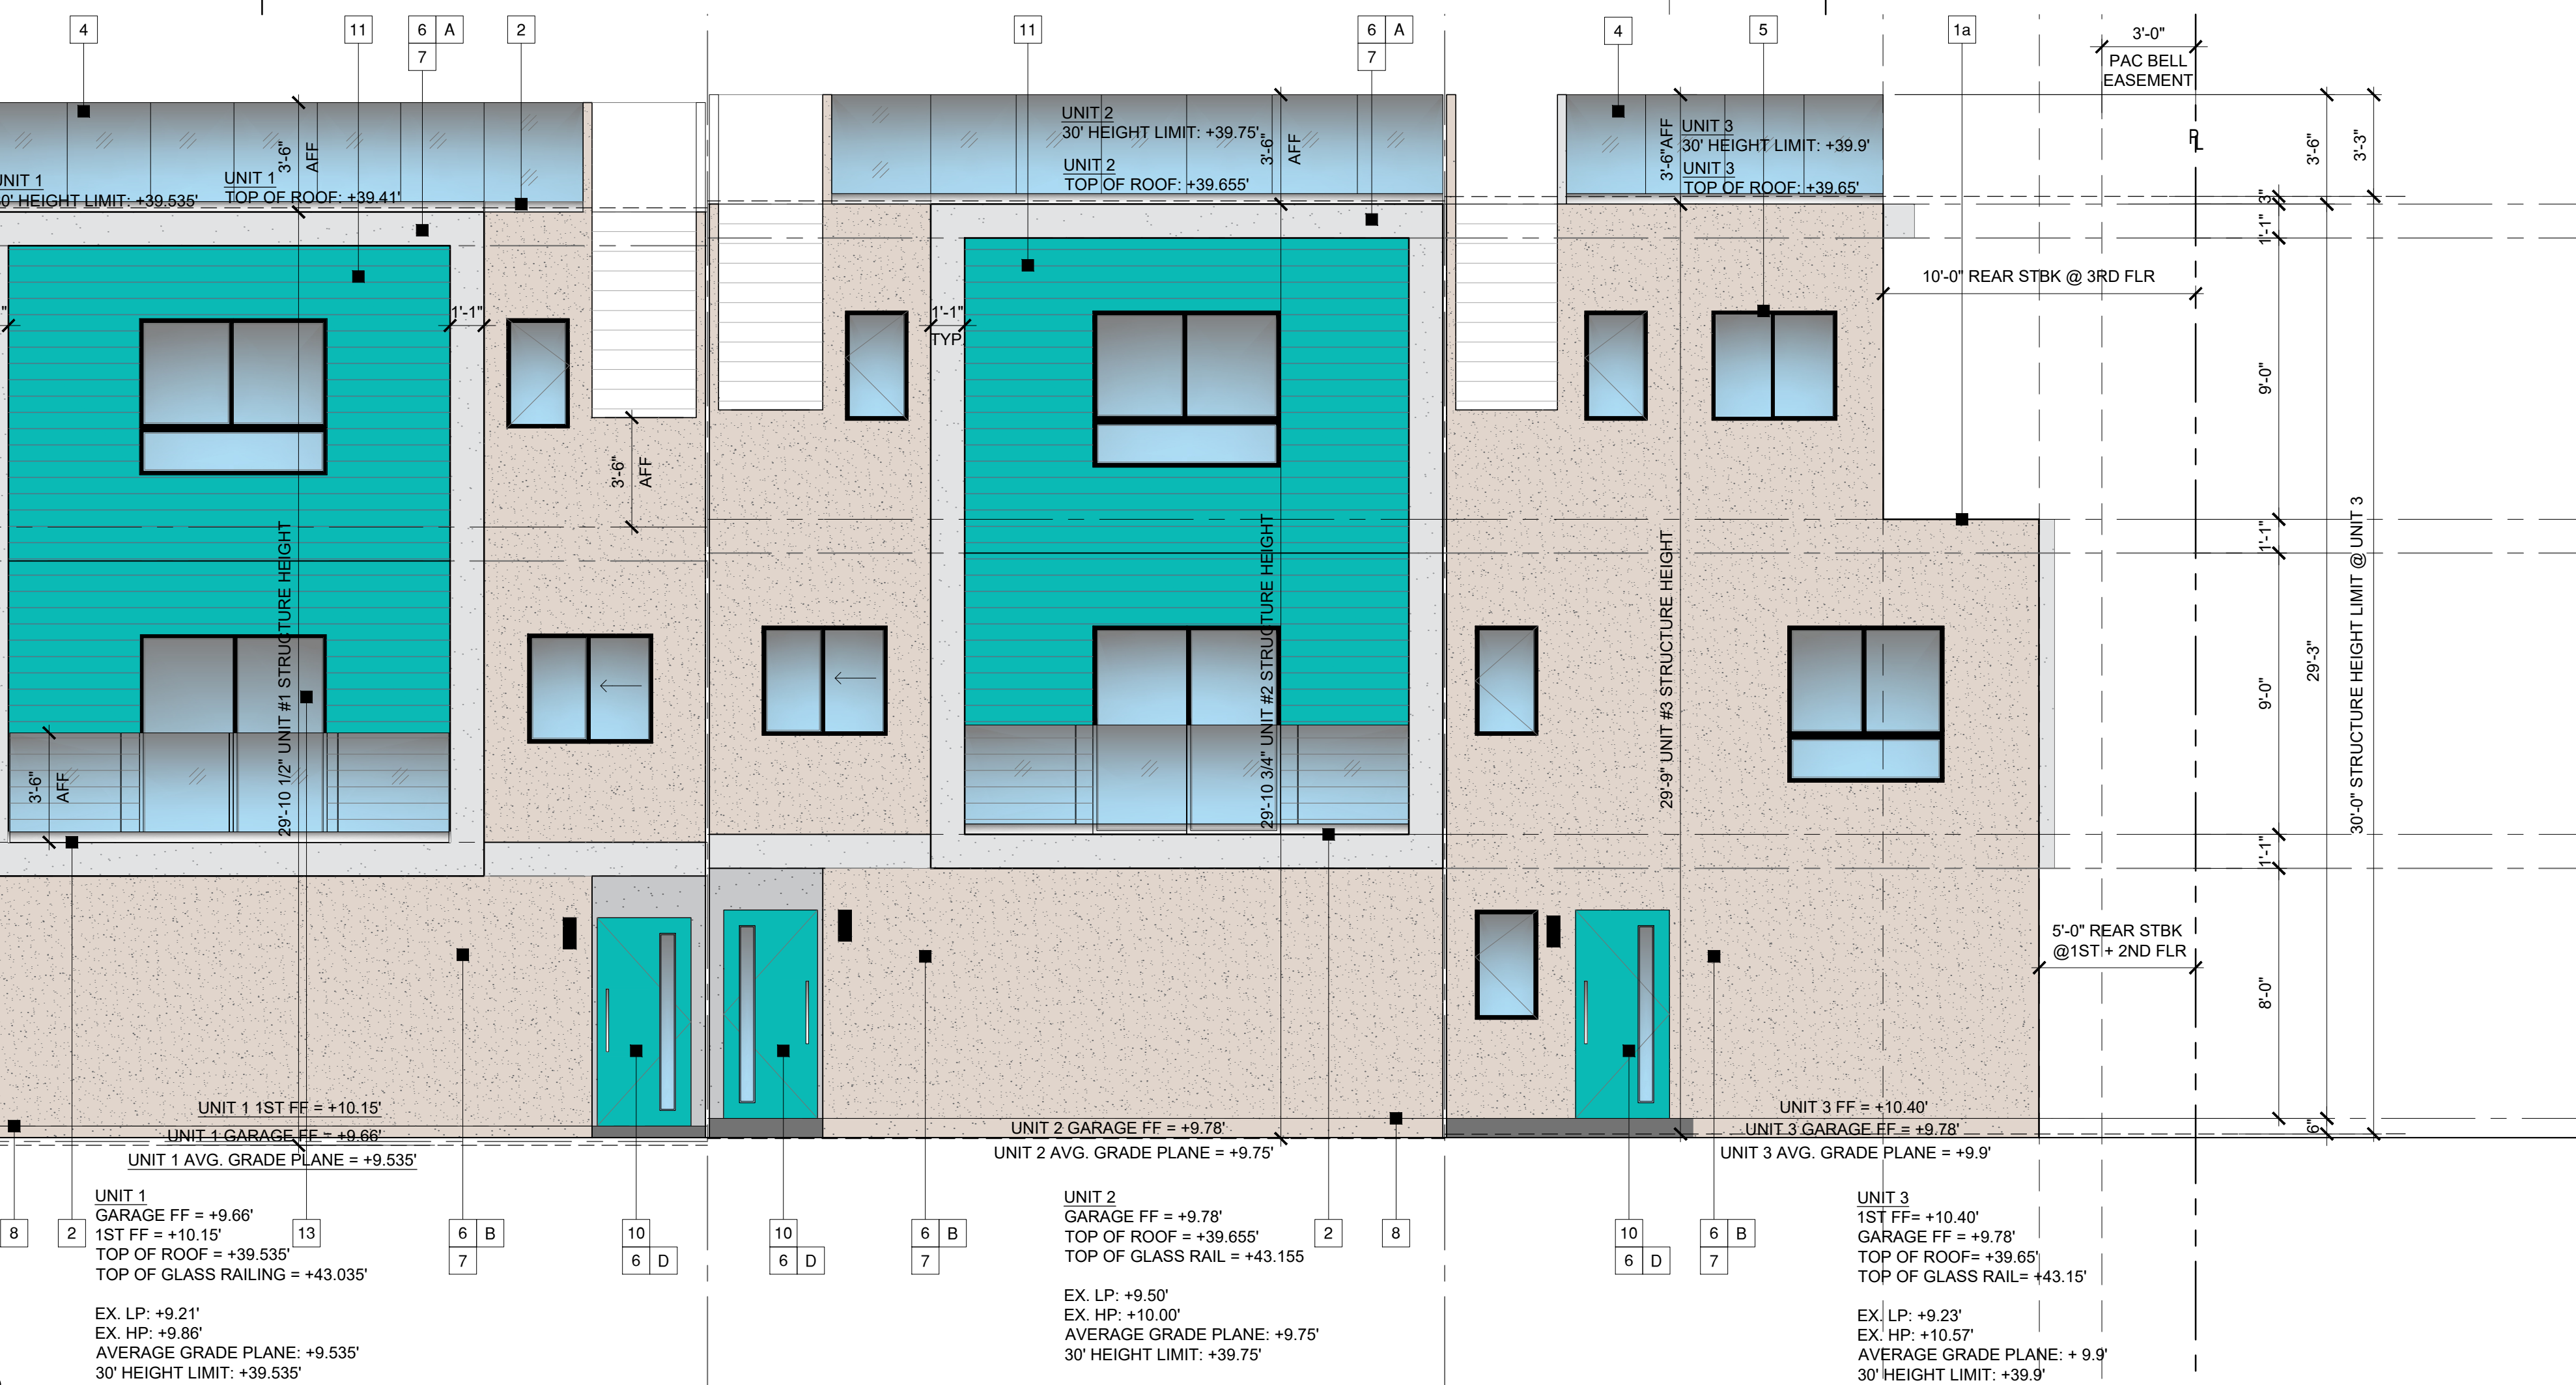 4
11
6 A
7
2
11
6 A
7
4
5
1a
3'-0"
PAC BELL
EASEMENT
PL
3'-6"
AFF
UNIT 1
HEIGHT LIMIT: +39.535'
UNIT 1
TOP OF ROOF: +39.41'
UNIT 2
30' HEIGHT LIMIT: +39.75'
UNIT 2
TOP OF ROOF: +39.655'
3'-6"
AFF
3'-6"AFF
UNIT 3
30' HEIGHT LIMIT: +39.9'
UNIT 3
TOP OF ROOF: +39.65'
3'-6"
3'-3"
3"
1'-1"
10'-0" REAR STBK @ 3RD FLR
1'-1"
1'-1"
TYP.
9'-0"
3'-6"
AFF
1'-1"
29'-10 1/2" UNIT #1 STRUCTURE HEIGHT
29'-10 3/4" UNIT #2 STRUCTURE HEIGHT
29'-9" UNIT #3 STRUCTURE HEIGHT
9'-0"
29'-3"
30'-0" STRUCTURE HEIGHT LIMIT @ UNIT 3
3'-6"
AFF
1'-1"
5'-0" REAR STBK
@1ST + 2ND FLR
8'-0"
6"
UNIT 1 1ST FF = +10.15'
UNIT 1 GARAGE FF = +9.66'
UNIT 1 AVG. GRADE PLANE = +9.535'
UNIT 2 GARAGE FF = +9.78'
UNIT 2 AVG. GRADE PLANE = +9.75'
UNIT 3 FF = +10.40'
UNIT 3 GARAGE FF = +9.78'
UNIT 3 AVG. GRADE PLANE = +9.9'
8
2
13
6 B
7
10
6 D
10
6 D
6 B
7
2
8
10
6 D
6 B
7
UNIT 1
GARAGE FF = +9.66'
1ST FF = +10.15'
TOP OF ROOF = +39.535'
TOP OF GLASS RAILING = +43.035'
EX. LP: +9.21'
EX. HP: +9.86'
AVERAGE GRADE PLANE: +9.535'
30' HEIGHT LIMIT: +39.535'
UNIT 2
GARAGE FF = +9.78'
TOP OF ROOF = +39.655'
TOP OF GLASS RAIL = +43.155
EX. LP: +9.50'
EX. HP: +10.00'
AVERAGE GRADE PLANE: +9.75'
30' HEIGHT LIMIT: +39.75'
UNIT 3
1ST FF= +10.40'
GARAGE FF = +9.78'
TOP OF ROOF= +39.65'
TOP OF GLASS RAIL= +43.15'
EX. LP: +9.23'
EX. HP: +10.57'
AVERAGE GRADE PLANE: + 9.9'
30' HEIGHT LIMIT: +39.9'